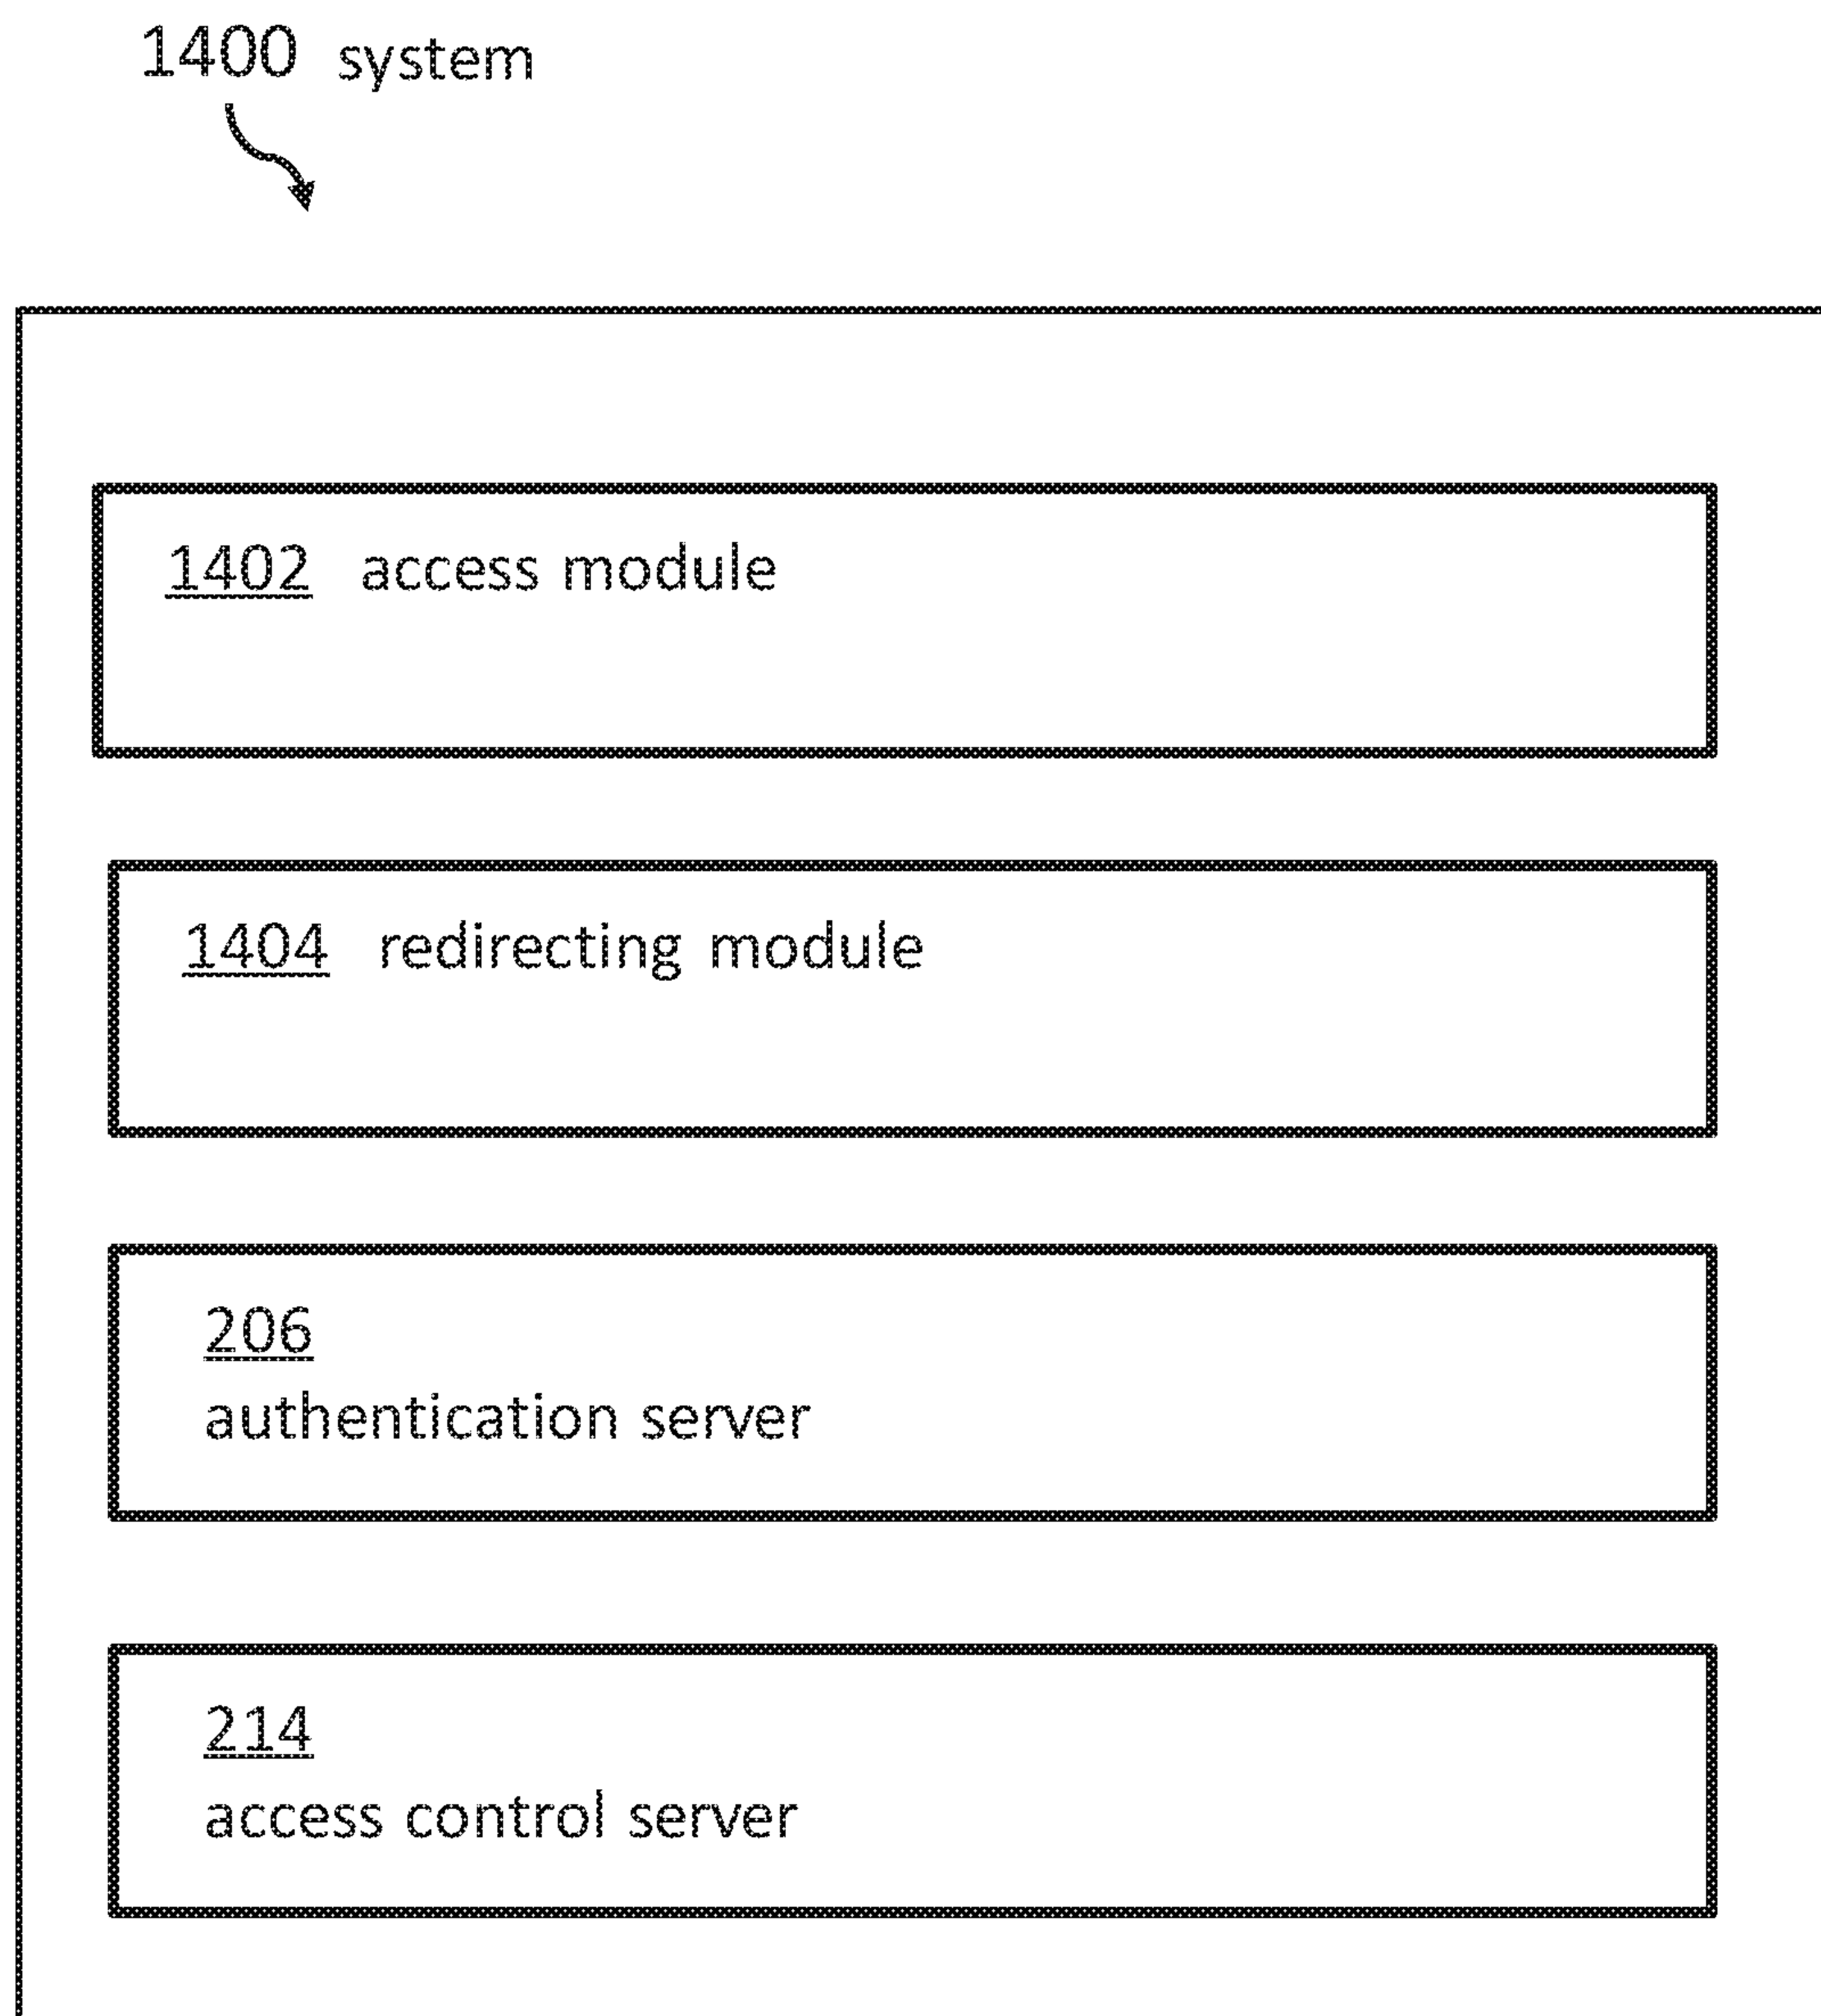 1400 system
1402 access module
1404 redirecting module
206
authentication server
214
access control server